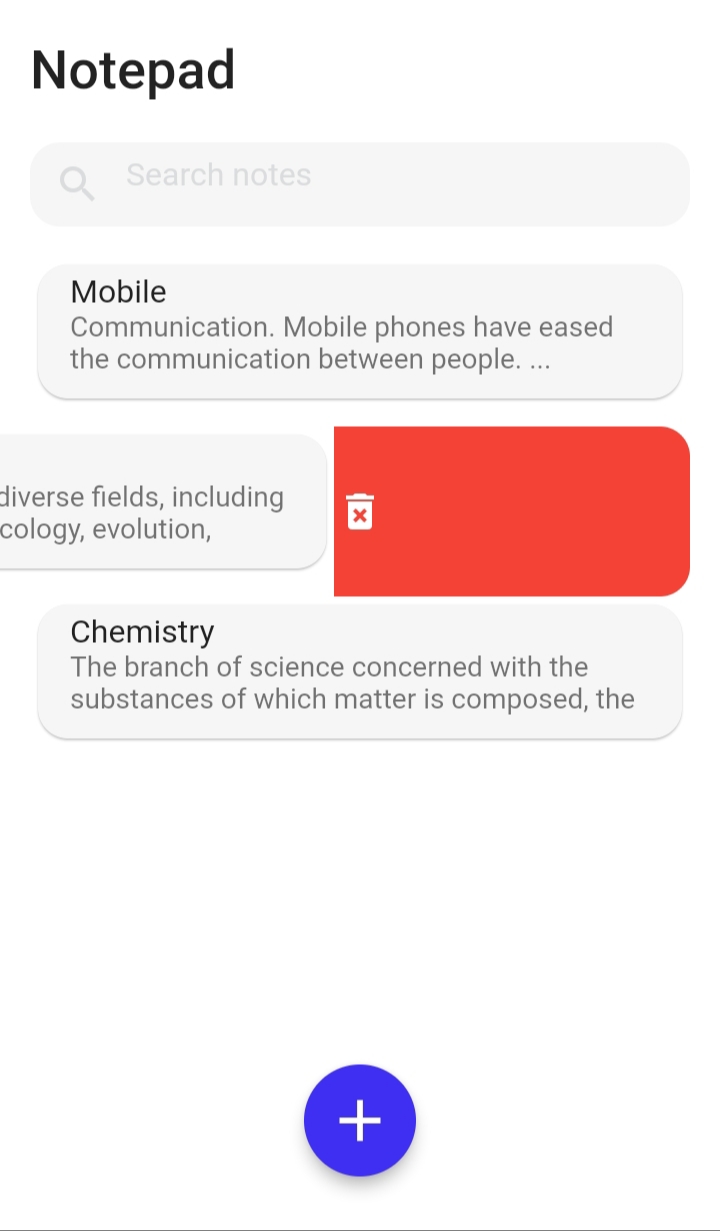 Notepad
Search notes
Mobile
Communication. Mobile phones have eased
the communication between people. ...
diverse fields, including
cology, evolution,
Chemistry
The branch of science concerned with the
substances of which matter is composed, the